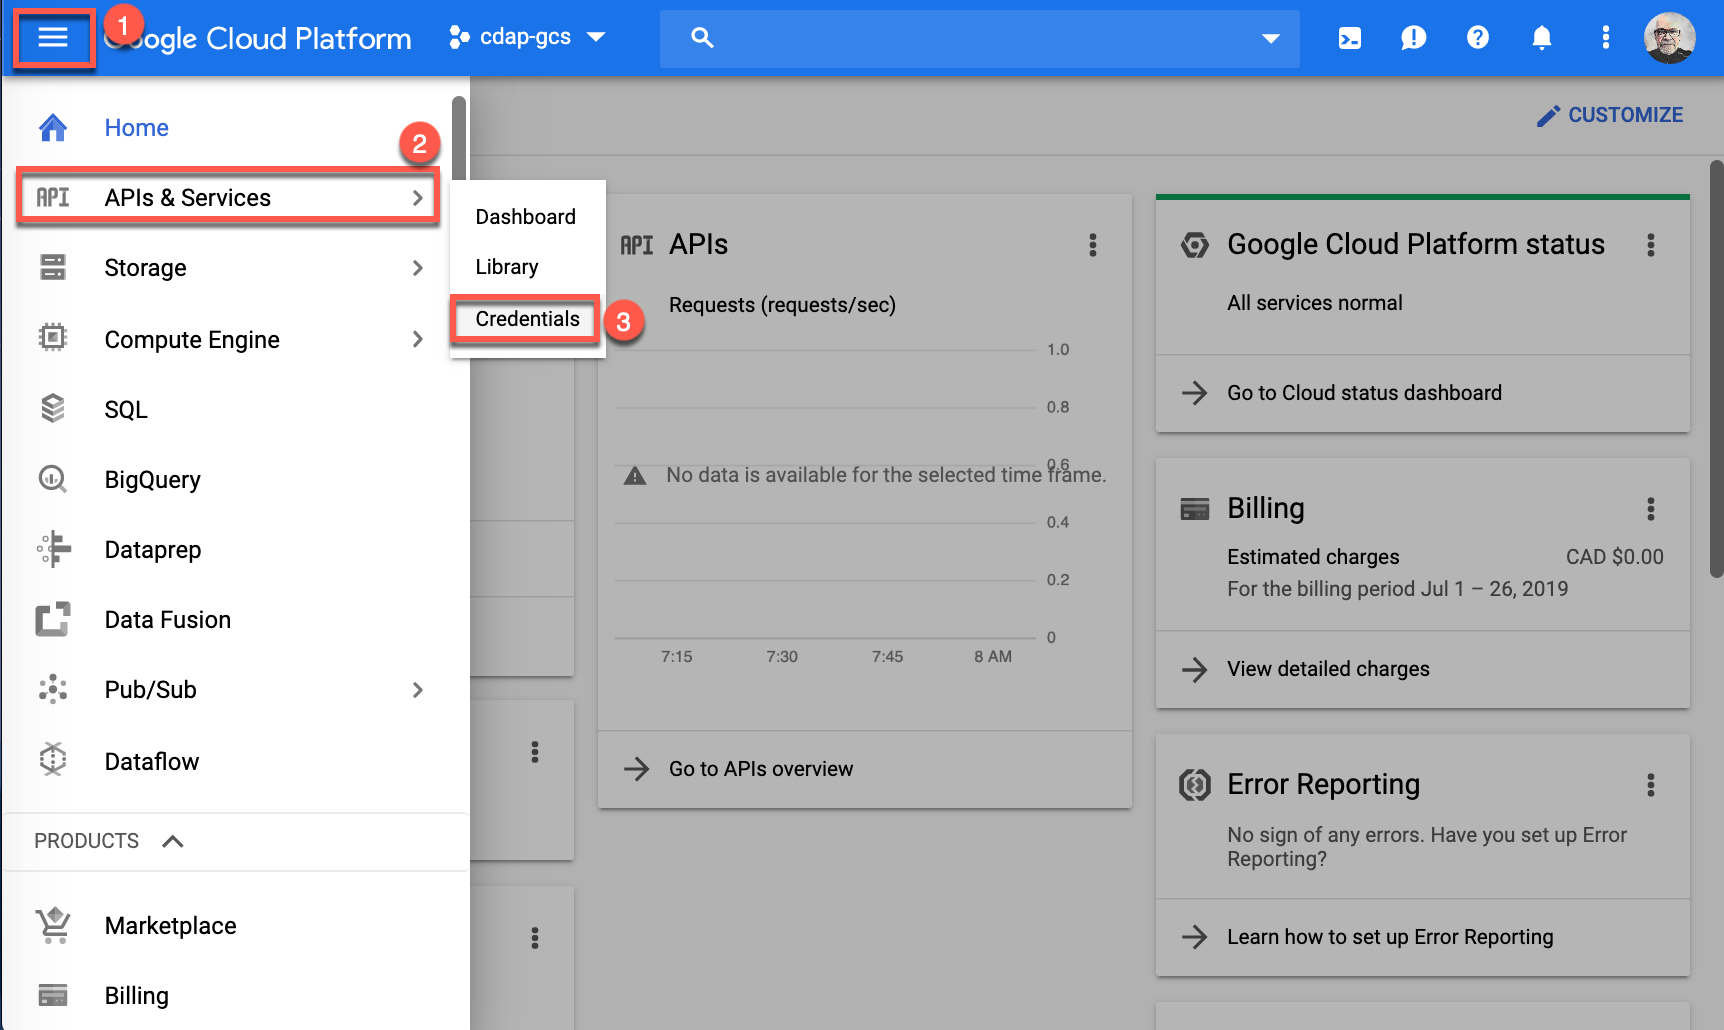 1
Google Cloud Platform
cdap-gcs
Home
CUSTOMIZE
2
API APIs & Services
Dashboard
Library
Credentials
3
Storage
Compute Engine
SQL
BigQuery
Dataprep
Data Fusion
Pub/Sub
Dataflow
PRODUCTS
Marketplace
Billing
API APIs
Requests (requests/sec)
1.0
0.8
0.6
No data is available for the selected time frame.
0.4
0.2
0
7:15 7:30 7:45 8 AM
Go to APIs overview
Google Cloud Platform status
All services normal
Go to Cloud status dashboard
Billing
Estimated charges CAD $0.00
For the billing period Jul 1 – 26, 2019
View detailed charges
Error Reporting
No sign of any errors. Have you set up Error
Reporting?
Learn how to set up Error Reporting